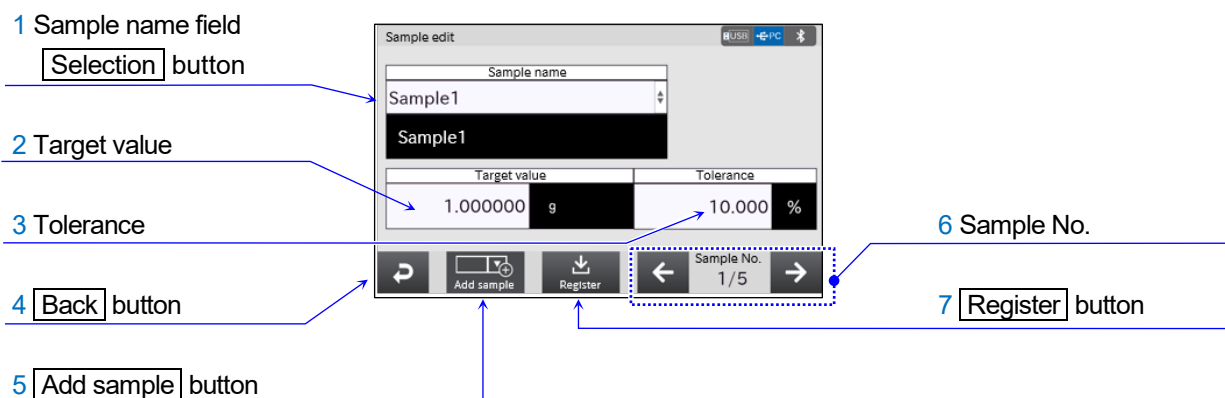 1 Sample name field
Selection button
2 Target value
3 Tolerance
4 Back button
5 Add sample button
Sample edit
USB PC
Sample name
Sample1
Sample1
Target value
Tolerance
1.000000 g
10.000 %
Add sample
Register
Sample No.
1/5
6 Sample No.
7 Register button